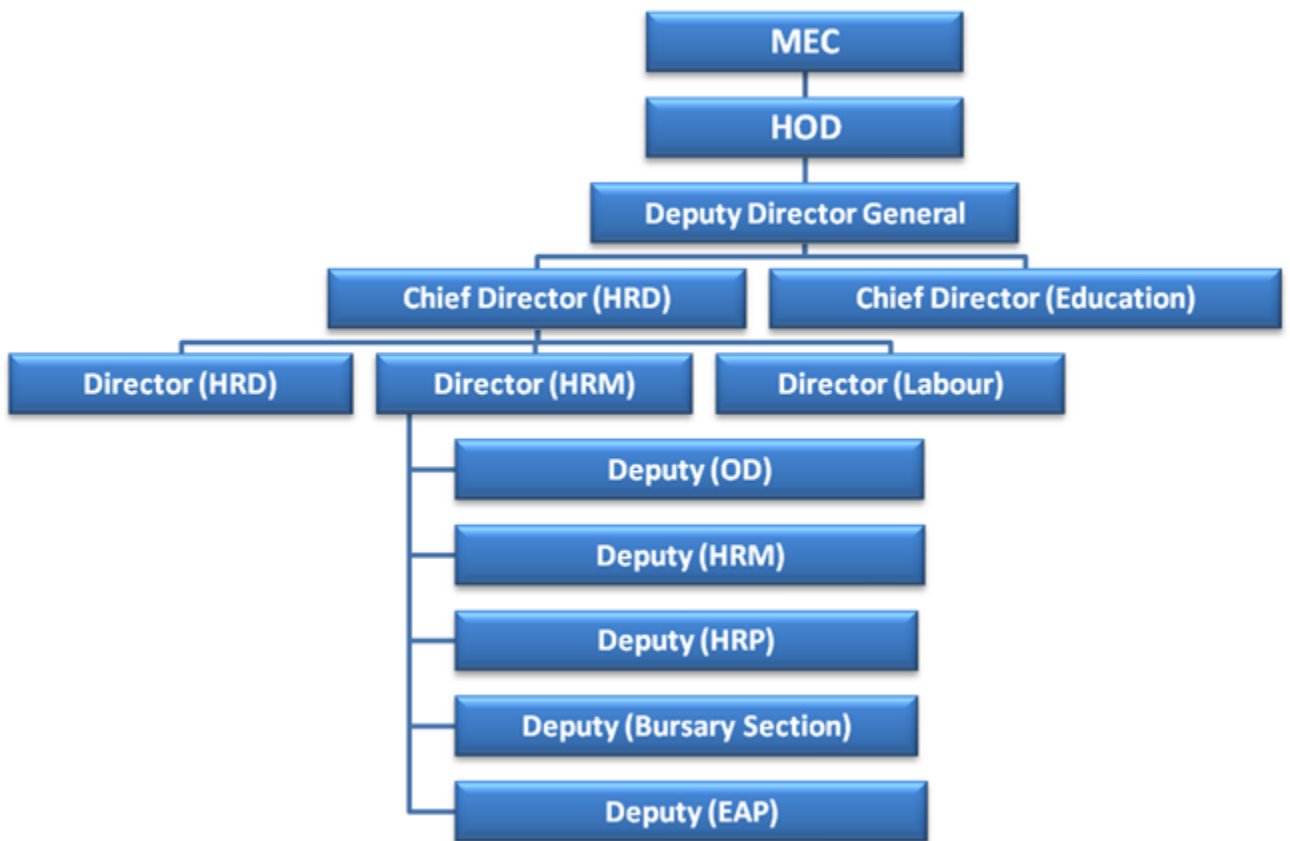 MEC
HOD
Deputy Director General
Chief Director (HRD)
Chief Director (Education)
Director (HRD)
Director (HRM)
Director (Labour)
Deputy (OD)
Deputy (HRM)
Deputy (HRP)
Deputy (Bursary Section)
Deputy (EAP)